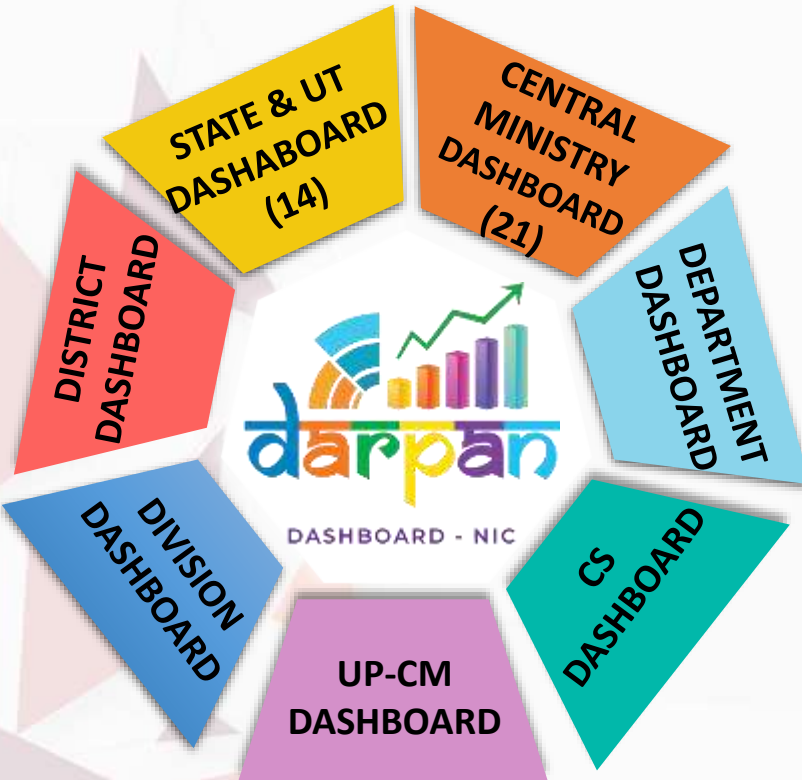 STATE & UT
DASHABOARD
(14)
CENTRAL
MINISTRY
DASHBOARD
(21)
DEPARTMENT
DASHBOARD
CS
DASHBOARD
UP-CM
DASHBOARD
DIVISION
DASHBOARD
DISTRICT
DASHBOARD
darpan
DASHBOARD - NIC